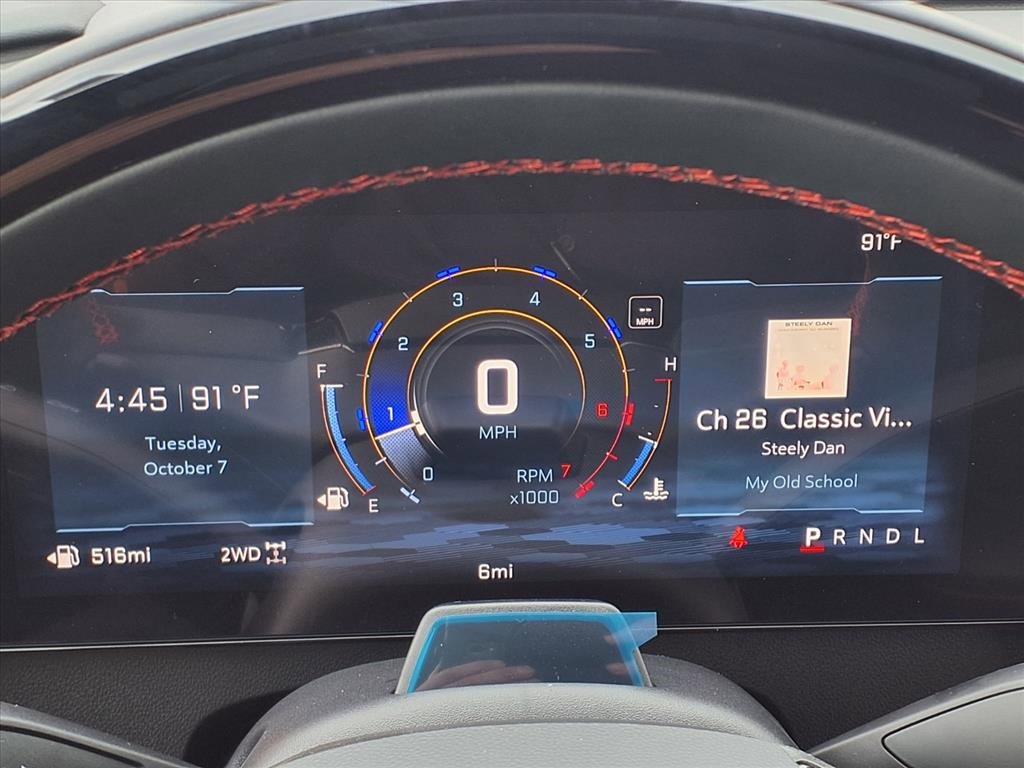 91°F
4:45 | 91 °F
Tuesday,
October 7
516mi
2WD
F
E
0
1
2
3
4
5
6
7
0
MPH
RPM
x1000
6mi
--
MPH
H
C
STEELY DAN
Ch 26 Classic Vi...
Steely Dan
My Old School
P R N D L